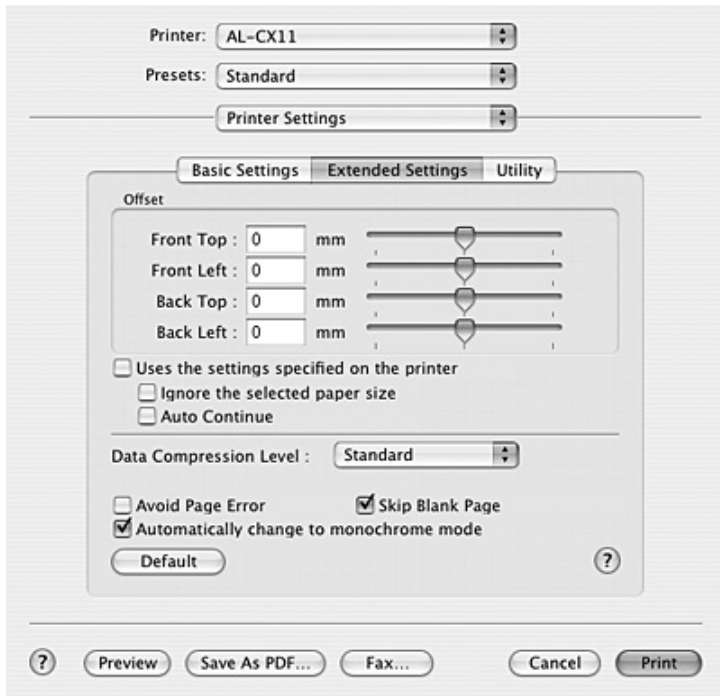 Printer: AL-CX11
Presets: Standard
Printer Settings
Basic Settings Extended Settings Utility
Offset
Front Top : 0 mm
Front Left : 0 mm
Back Top : 0 mm
Back Left : 0 mm
Uses the settings specified on the printer
Ignore the selected paper size
Auto Continue
Data Compression Level : Standard
Avoid Page Error Skip Blank Page
Automatically change to monochrome mode
Default ?
? Preview Save As PDF... Fax... Cancel Print